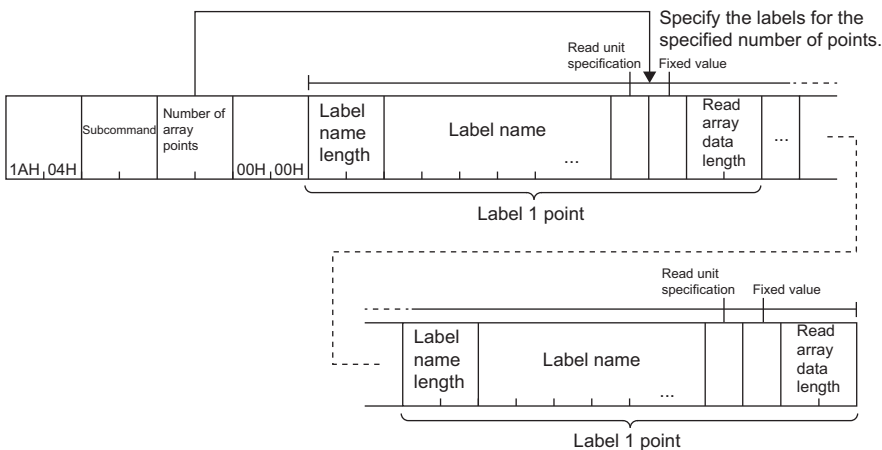 Specify the labels for the
specified number of points.
Read unit
specification
Fixed value
1AH 04H
Subcommand
Number of
array
points
00H 00H
Label
name
length
Label name
...
Read
array
data
length
...
Label 1 point
Read unit
specification
Fixed value
Label
name
length
Label name
...
Read
array
data
length
Label 1 point